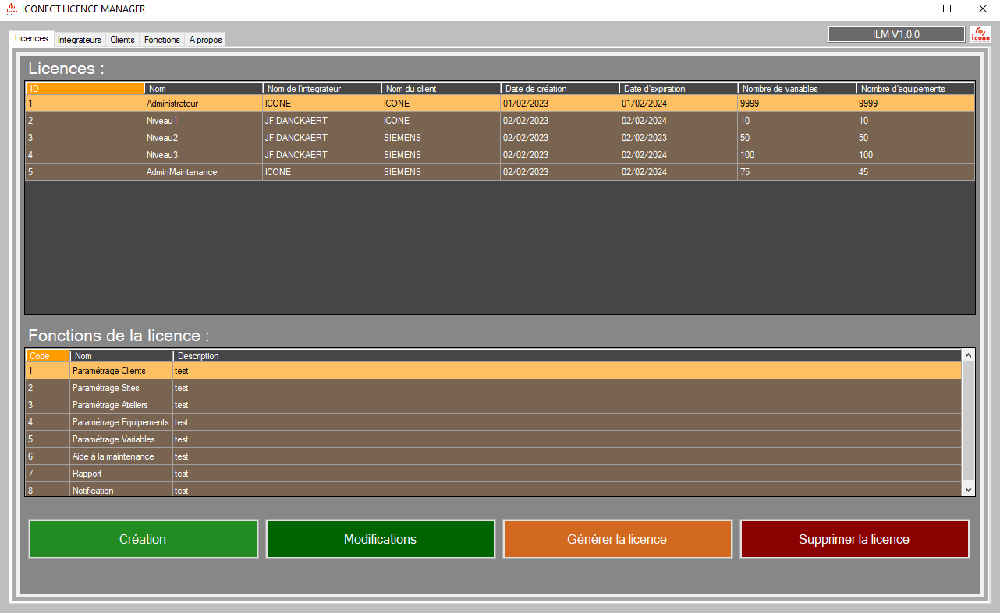 ICONECT LICENCE MANAGER
Licences Integrateurs Clients Fonctions A propos
ILM V1.0.0
icone
Licences :
ID Nom Nom de l'integrateur Nom du client Date de création Date d'expiration Nombre de variables Nombre d'equipements
1 Administrateur ICONE ICONE 01/02/2023 01/02/2024 9999 9999
2 Niveau1 JF.DANCKAERT ICONE 02/02/2023 02/02/2024 10 10
3 Niveau2 JF.DANCKAERT SIEMENS 02/02/2023 02/02/2024 50 50
4 Niveau3 JF.DANCKAERT SIEMENS 02/02/2023 02/02/2024 100 100
5 AdminMaintenance ICONE SIEMENS 02/02/2023 02/02/2024 75 45
Fonctions de la licence :
Code Nom Description
1 Paramétrage Clients test
2 Paramétrage Sites test
3 Paramétrage Ateliers test
4 Paramétrage Equipements test
5 Paramétrage Variables test
6 Aide à la maintenance test
7 Rapport test
8 Notification test
Création Modifications Générer la licence Supprimer la licence